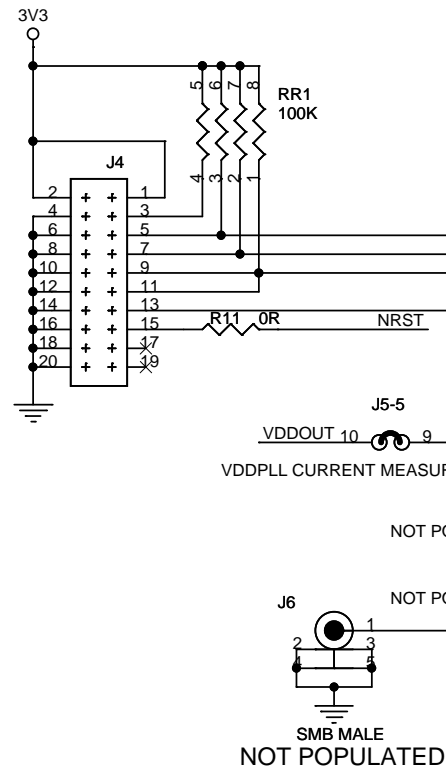 3V3
5 6 7 8
RR1
100K
4 3 2 1
J4
2 1
4 3
6 5
8 7
10 9
12 11
14 13
16 15
18 17
20 19
R11 0R
NRST
J5-5
VDDOUT 10 9
VDDPLL CURRENT MEASUR
NOT PO
NOT PO
J6
1
2 3
4 5
SMB MALE
NOT POPULATED